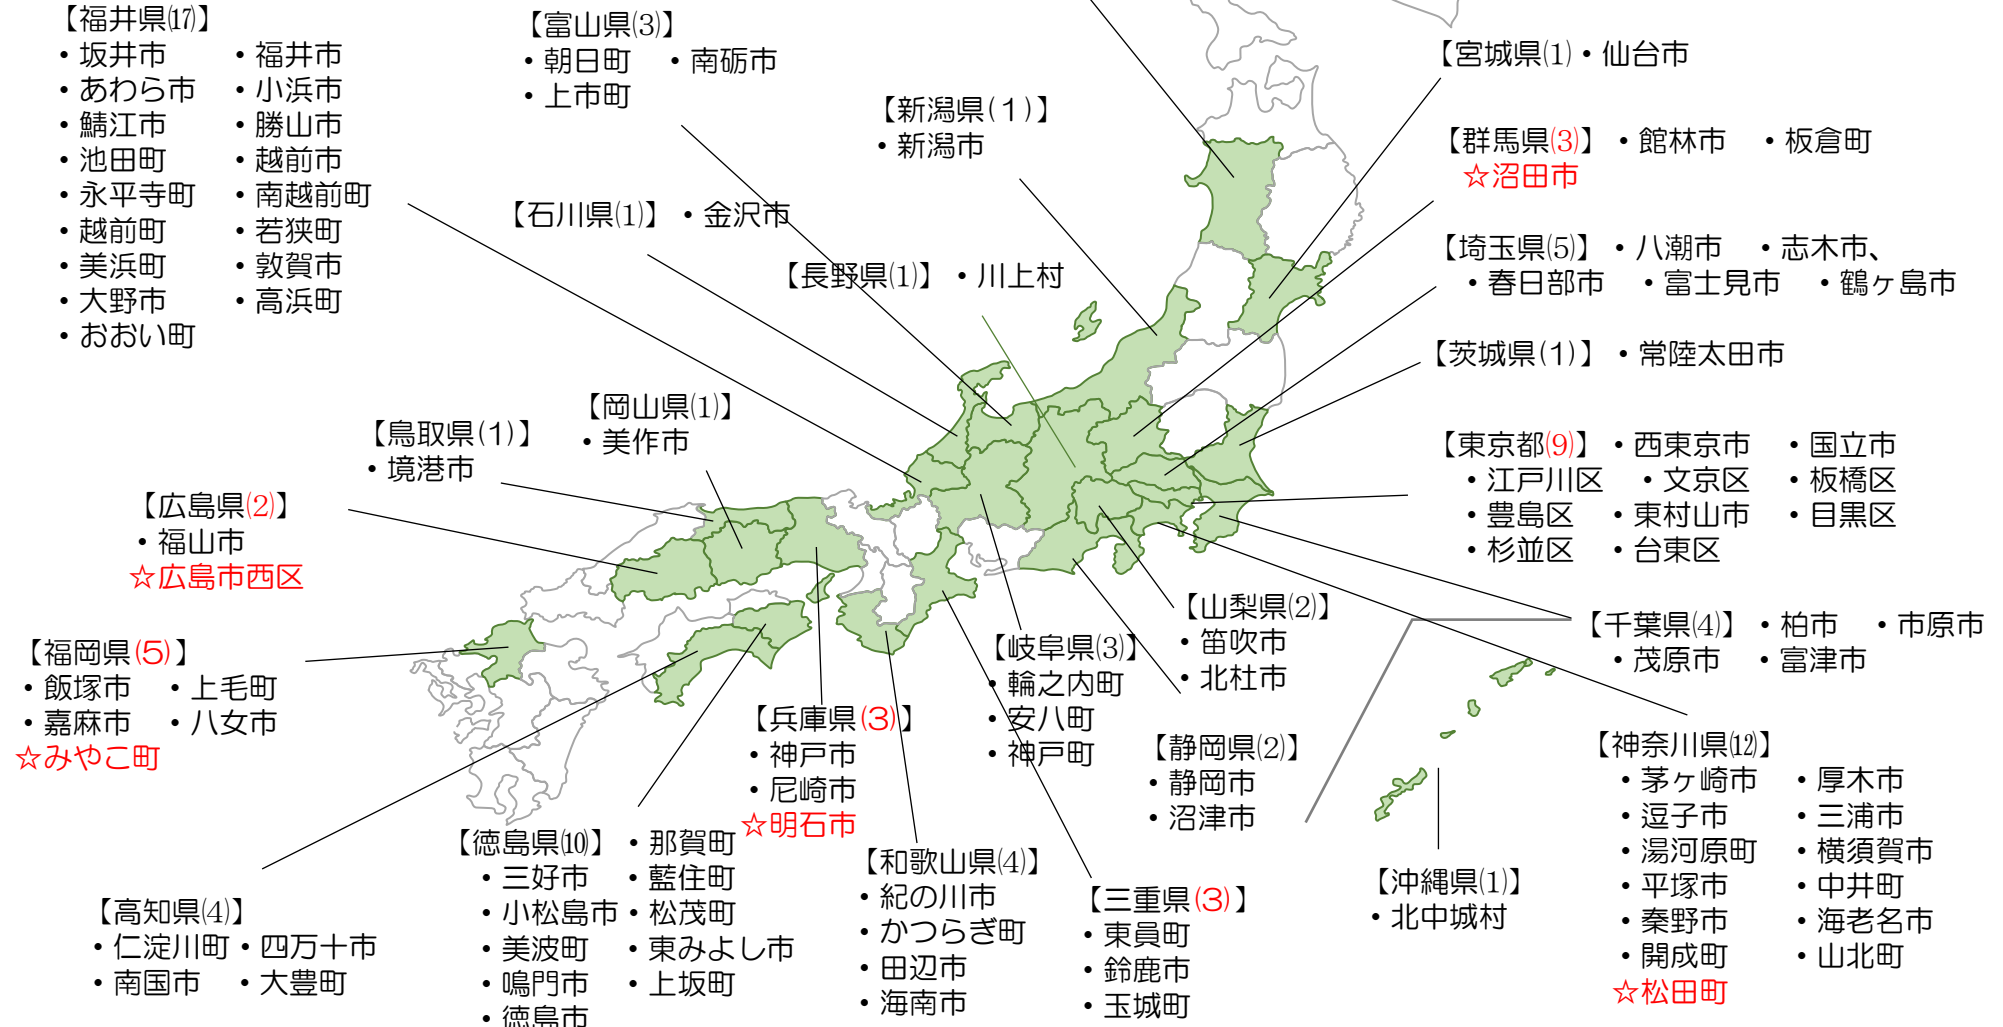 【福井県⒄】
・坂井市 ・福井市
・あわら市 ・小浜市
・鯖江市 ・勝山市
・池田町 ・越前市
・永平寺町 ・南越前町
・越前町 ・若狭町
・美浜町 ・敦賀市
・大野市 ・高浜町
・おおい町
【富山県⑶】
・朝日町 ・南砺市
・上市町
【新潟県(1)】
・新潟市
【石川県⑴】 ・金沢市
【長野県⑴】 ・川上村
【宮城県⑴・仙台市
【群馬県⑶】 ・館林市 ・板倉町
☆沼田市
【埼玉県⑸ ・八潮市 ・志木市、
・春日部市 ・富士見市 ・鶴ヶ島市
【茨城県(1)】 ・常陸太田市
【東京都⑼】 ・西東京市 ・国立市
・江戸川区 ・文京区 ・板橋区
・豊島区 ・東村山市 ・目黒区
・杉並区 ・台東区
【千葉県⑷】 ・柏市 ・市原市
・茂原市 ・富津市
【神奈川県⑿】
・茅ヶ崎市 ・厚木市
・逗子市 ・三浦市
・湯河原町 ・横須賀市
・平塚市 ・中井町
・秦野市 ・海老名市
・開成町 ・山北町
☆松田町
【岡山県⑴】
・美作市
【鳥取県(1)】
・境港市
【広島県⑵】
・福山市
☆広島市西区
【福岡県(5)】
・飯塚市 ・上毛町
・嘉麻市 ・八女市
☆みやこ町
【高知県⑷】
・仁淀川町・四万十市
・南国市 ・大豊町
【徳島県⑽】 ・那賀町
・三好市 ・藍住町
・小松島市・松茂町
・美波町 ・東みよし市
・鳴門市 ・上坂町
・徳島市
【兵庫県(3)】
・神戸市
・尼崎市
☆明石市
【和歌山県⑷】
・紀の川市
・かつらぎ町
・田辺市
・海南市
【岐阜県⑶】
・輪之内町
・安八町
・神戸町
【三重県(3)】
・東員町
・鈴鹿市
・玉城町
【山梨県⑵】
・笛吹市
・北杜市
【静岡県⑵】
・静岡市
・沼津市
【沖縄県⑴】
・北中城村